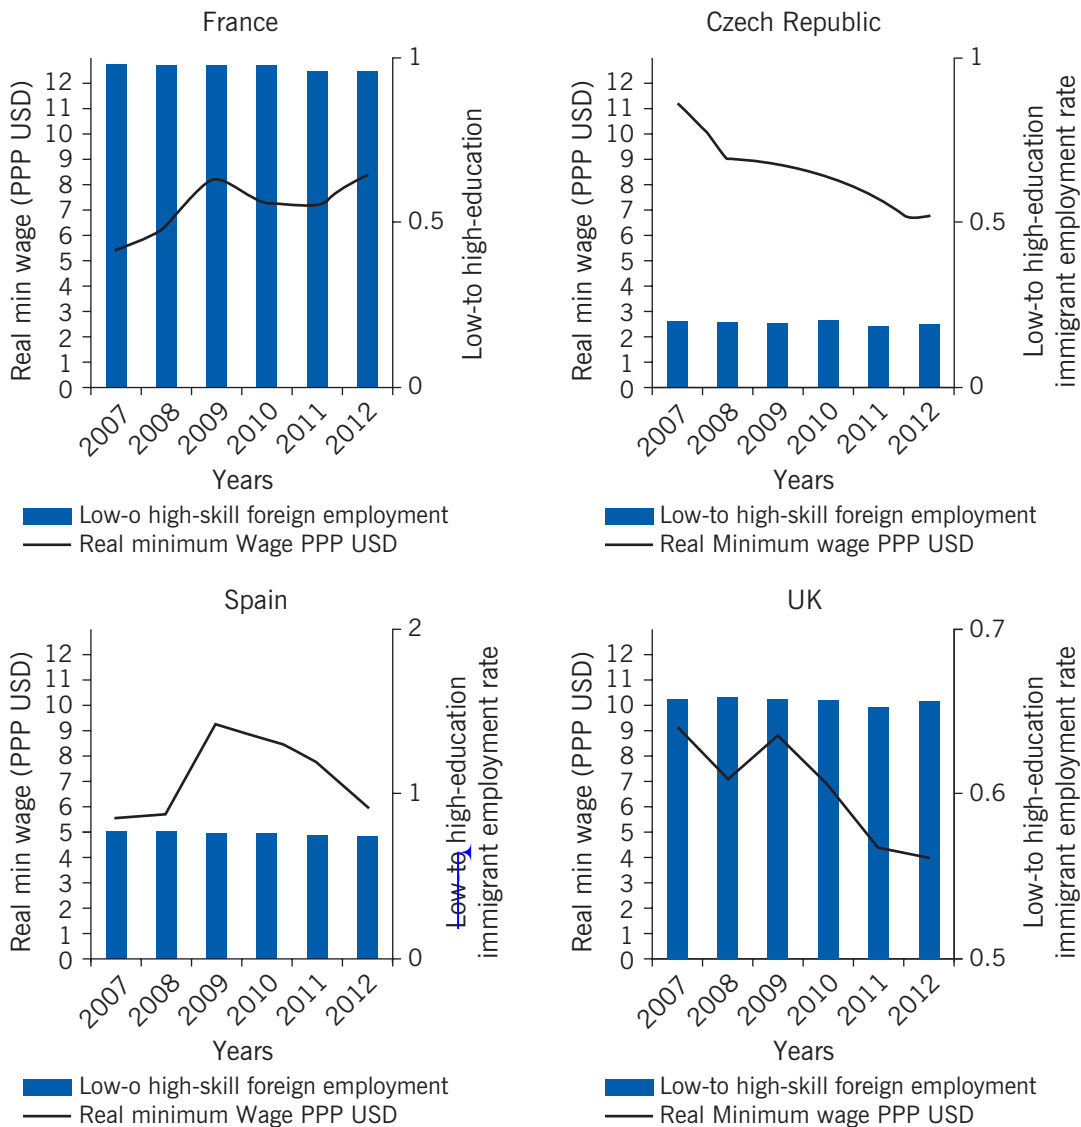 France
Real min wage (PPP USD)
12
11
10
9
8
7
6
5
4
3
2
1
0
1
0.5
0
Low-to high-education
2007 2008 2009 2010 2011 2012
Years
Low-o high-skill foreign employment
Real minimum Wage PPP USD
Czech Republic
Real min wage (PPP USD)
12
11
10
9
8
7
6
5
4
3
2
1
0
1
0.5
0
Low-to high-education
immigrant employment rate
2007 2008 2009 2010 2011 2012
Years
Low-to high-skill foreign employment
Real Minimum wage PPP USD
Spain
Real min wage (PPP USD)
12
11
10
9
8
7
6
5
4
3
2
1
0
2
1
0
Low-to high-education
immigrant employment rate
2007 2008 2009 2010 2011 2012
Years
Low-o high-skill foreign employment
Real minimum Wage PPP USD
UK
Real min wage (PPP USD)
12
11
10
9
8
7
6
5
4
3
2
1
0
0.7
0.6
0.5
Low-to high-education
immigrant employment rate
2007 2008 2009 2010 2011 2012
Years
Low-to high-skill foreign employment
Real Minimum wage PPP USD